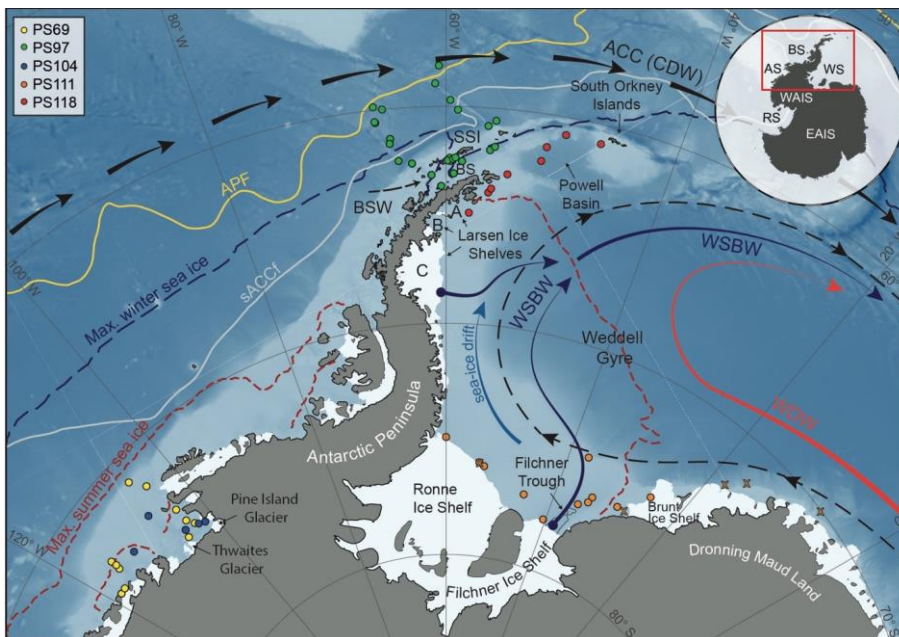 PS69
PS97
PS104
PS111
PS118
80° W
60° W
40° W
50° S
ACC (CDW)
South Orkney
Islands
BS
AS
WS
WAIS
RS
EAIS
SSI
BS
APF
BSW
Powell
Basin
A
B
Larsen Ice
Shelves
C
100° W
sACCf
Max. winter sea ice
WSBW
20° W
60
WSBW
Weddell
Gyre
sea-ice drift
WDW
Antarctic Peninsula
Max. summer sea ice
Pine Island
Glacier
Thwaites
Glacier
120° W
Ronne
Ice Shelf
Filchner
Trough
Brunt
Ice Shelf
Filchner Ice Shelf
Dronning Maud
Land
80° S
70° S